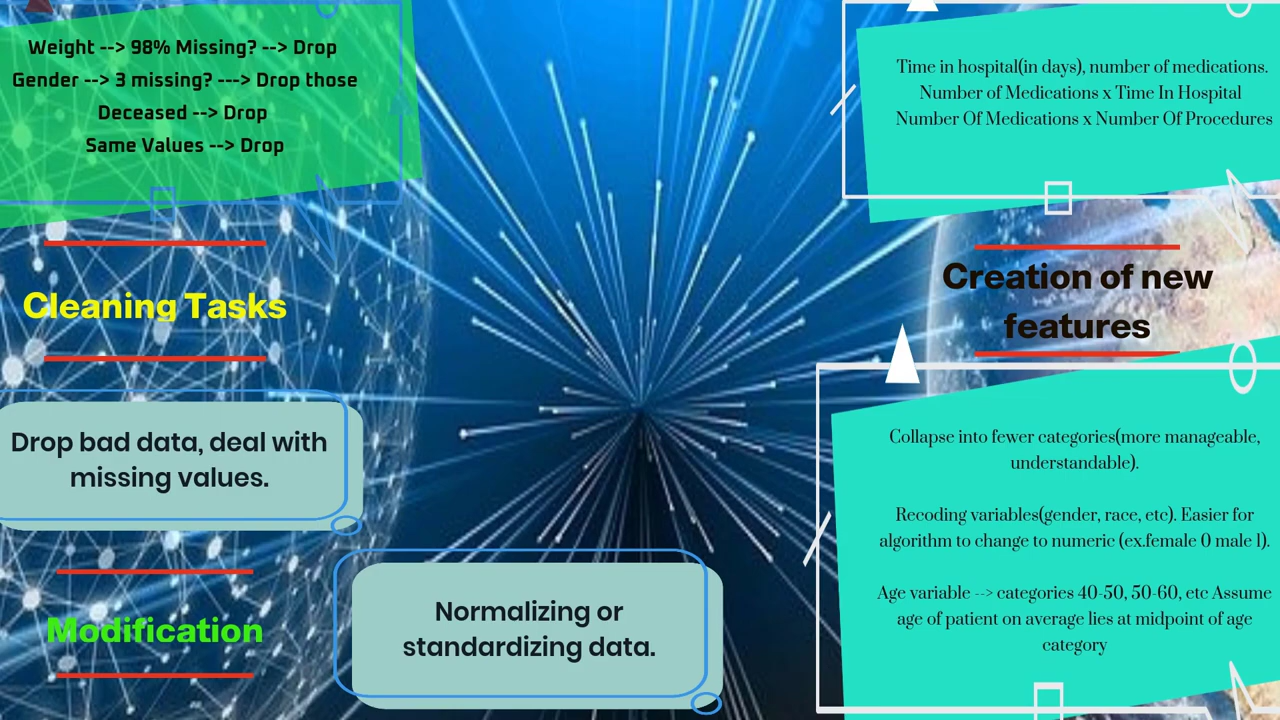 Weight --> 98% Missing? --> Drop
Gender --> 3 missing? ---> Drop those
Deceased --> Drop
Same Values --> Drop
Cleaning Tasks
Drop bad data, deal with
missing values.
Modification
Normalizing or
standardizing data.
Time in hospital(in days), number of medications.
Number of Medications x Time In Hospital
Number Of Medications x Number Of Procedures
Creation of new
features
Collapse into fewer categories(more manageable,
understandable).
Recoding variables(gender, race, etc). Easier for
algorithm to change to numeric (ex.female 0 male 1).
Age variable --> categories 40-50, 50-60, etc Assume
age of patient on average lies at midpoint of age
category